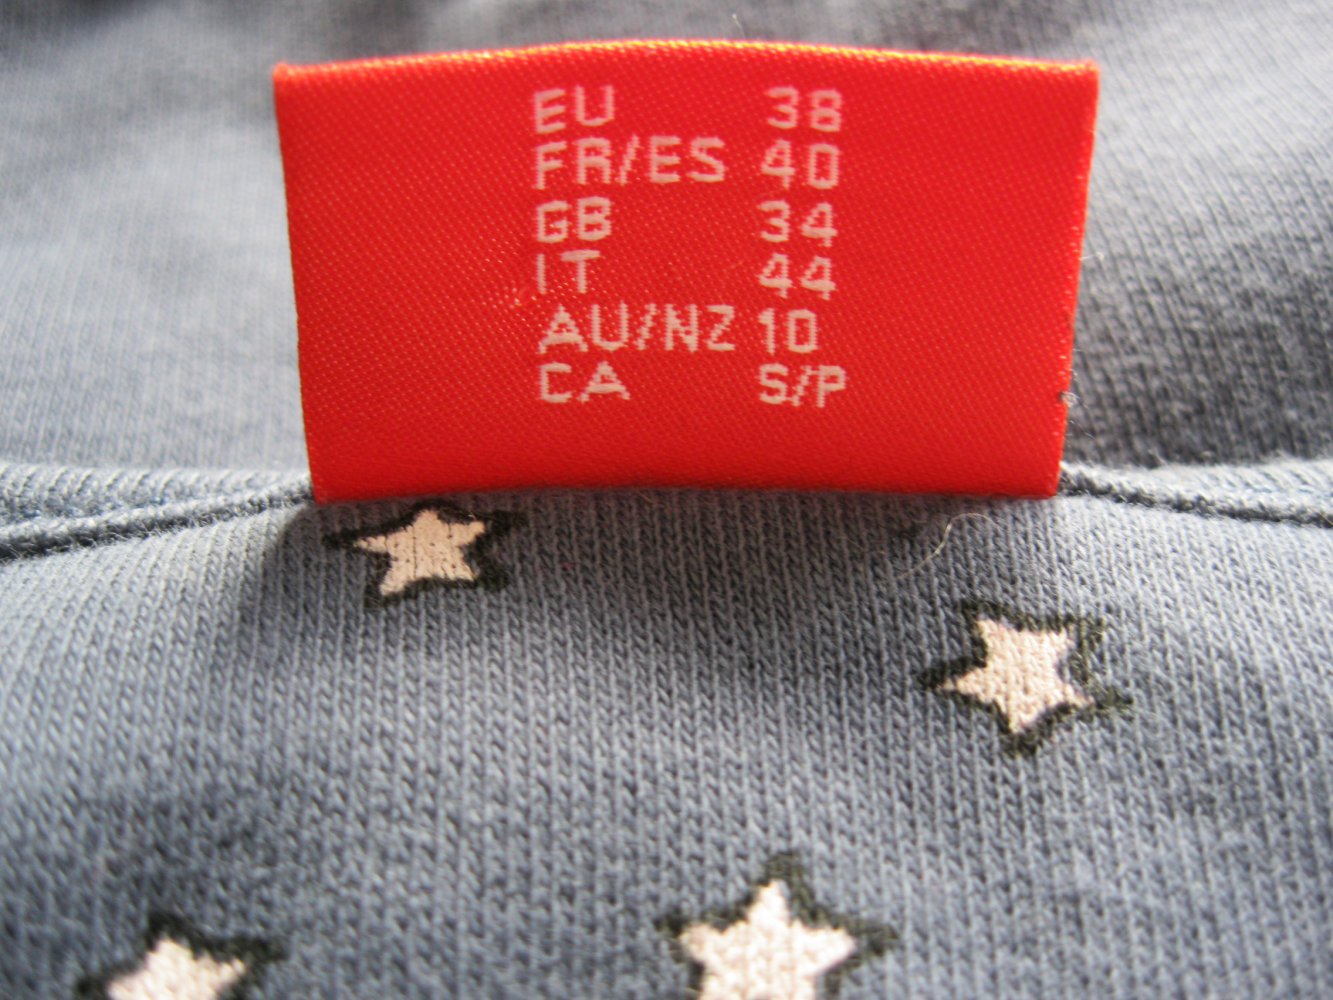 EU 38
FR/ES 40
GB 34
IT 44
AU/NZ 10
CA S/P